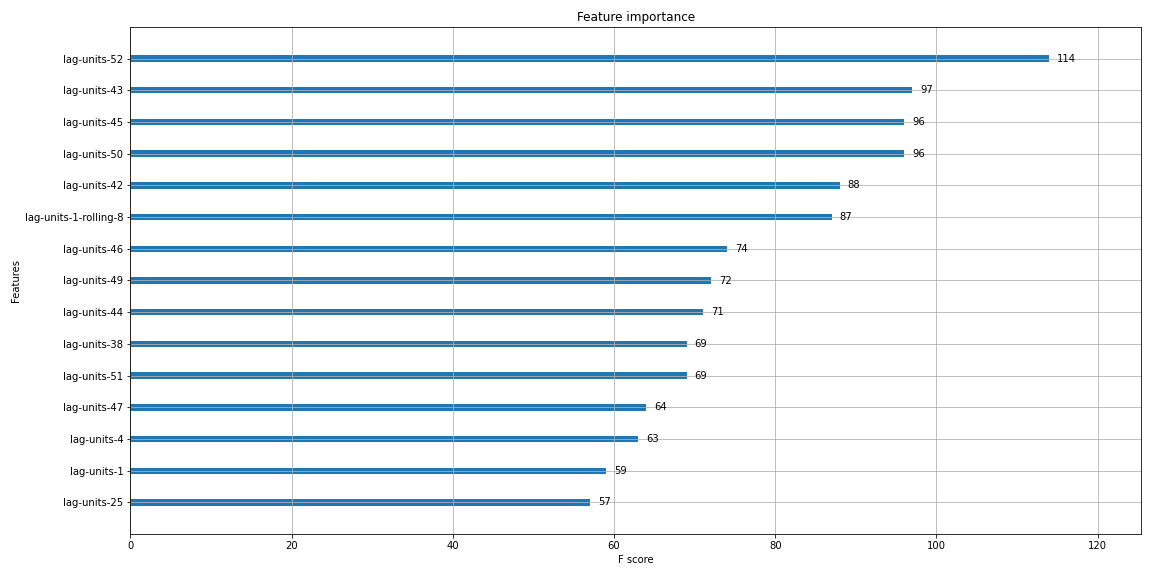 Feature importance
lag-units-52 114
lag-units-43 97
lag-units-45 96
lag-units-50 96
lag-units-42 88
lag-units-1-rolling-8 87
lag-units-46 74
lag-units-49 72
lag-units-44 71
lag-units-38 69
lag-units-51 69
lag-units-47 64
lag-units-4 63
lag-units-1 59
lag-units-25 57
Features
0 20 40 60 80 100 120
F score